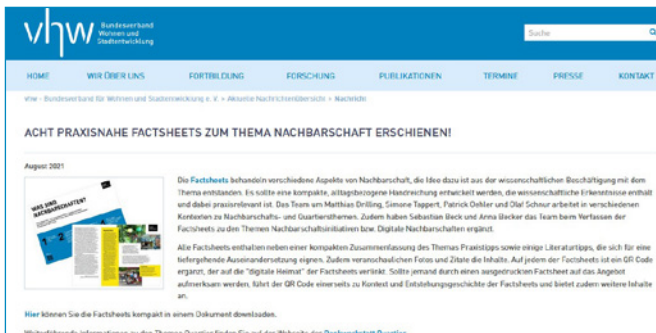 vhw
Bundesverband
Wohnen und
Stadtentwicklung
Suche
HOME WIR ÜBER UNS FORTBILDUNG FORSCHUNG PUBLIKATIONEN TERMINE PRESSE KONTAKT
vhw - Bundesverband für Wohnen und Stadtentwicklung e. V. » Aktuelle Nachrichtenübersicht » Nachricht
ACHT PRAXISNAHE FACTSHEETS ZUM THEMA NACHBARSCHAFT ERSCHIENEN!
August 2021
WAS SIND
NACHBARSCHAFTEN?
Die Factsheets behandeln verschiedene Aspekte von Nachbarschaft, die Idee dazu ist aus der wissenschaftlichen Beschäftigung mit dem
Thema entstanden. Es sollte eine kompakte, alltagsbezogene Handreichung entwickelt werden, die wissenschaftliche Erkenntnisse enthält
und dabei praxisrelevant ist. Das Team um Matthias Drilling, Simone Tappert, Patrick Oehler und Olaf Schnur arbeitet in verschiedenen
Kontexten zu Nachbarschafts- und Quartiersthemen. Zudem haben Sebastian Beck und Anna Becker das Team beim Verfassen der
Factsheets zu den Themen Nachbarschaftsinitiativen bzw. Digitale Nachbarschaften ergänzt.
Alle Factsheets enthalten neben einer kompakten Zusammenfassung des Themas Praxistipps sowie einige Literaturtipps, die sich für eine
tiefergehende Auseinandersetzung eignen. Zudem veranschaulichen Fotos und Zitate die Inhalte. Auf jedem der Factsheets ist ein QR Code
ergänzt, der auf die "digitale Heimat" der Factsheets verlinkt. Sollte jemand durch einen ausgedruckten Factsheet auf das Angebot
aufmerksam werden, führt der QR Code einerseits zu Kontext und Entstehungsgeschichte der Factsheets und bietet zudem weitere Inhalte
an.
Hier können Sie die Factsheets kompakt in einem Dokument downloaden.